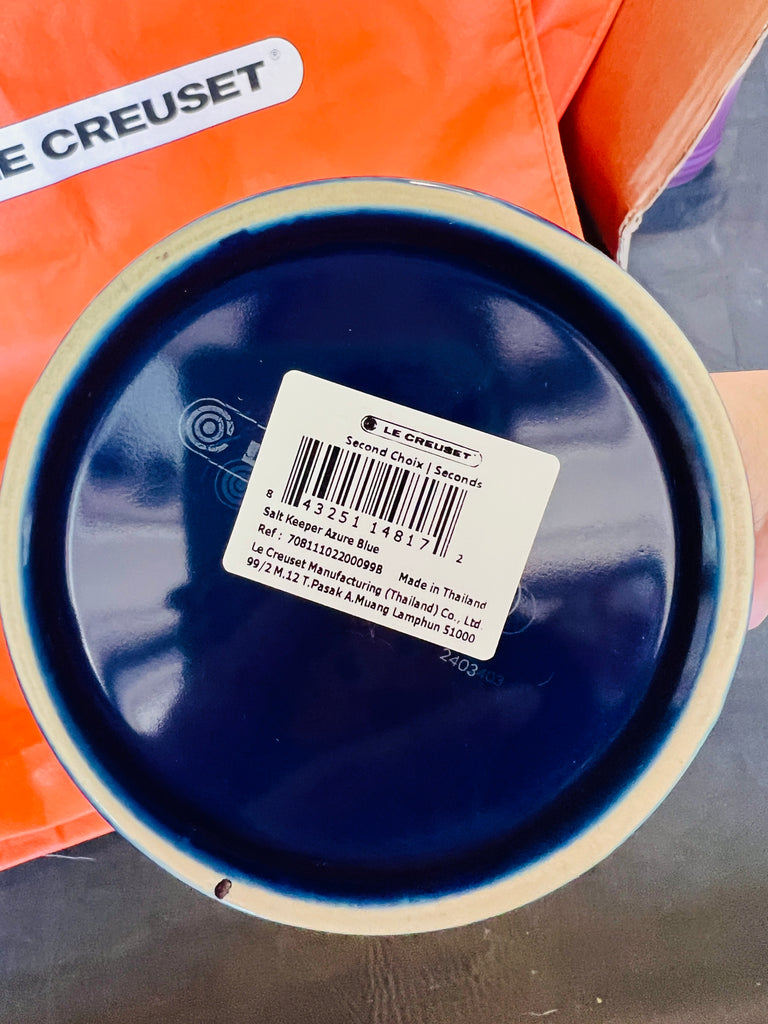 LE CREUSET®
LE CREUSET
Second Choix | Seconds
8 43251 14817 2
Salt Keeper Azure Blue
Ref : 70811102200099B Made in Thailand
Le Creuset Manufacturing (Thailand) Co., Ltd
99/2 M.12 T.Pasak A.Muang Lamphun 51000
2403403